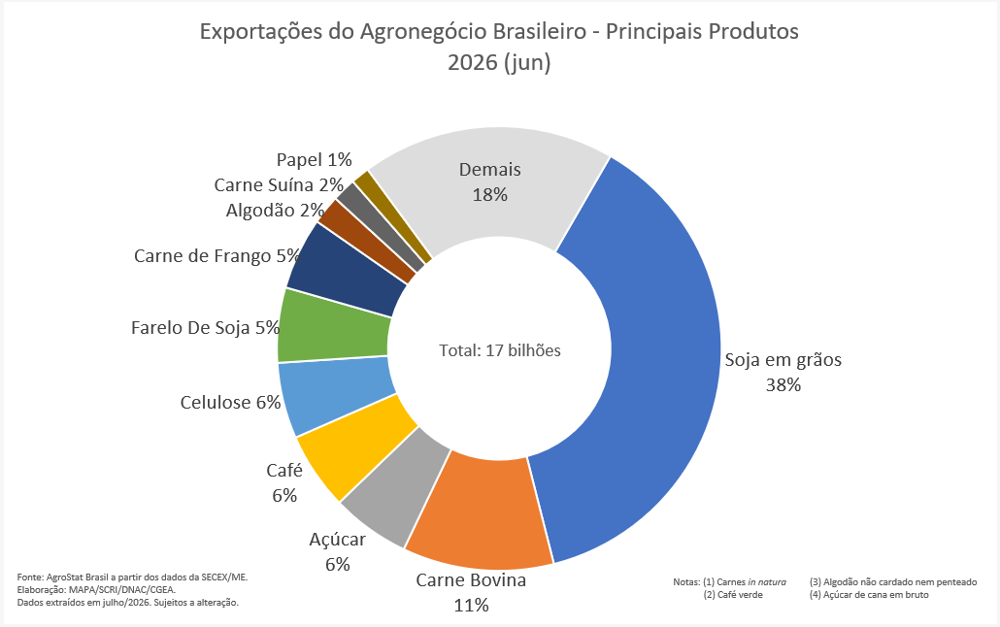 Exportações do Agronegócio Brasileiro - Principais Produtos
2026 (jun)
Papel 1%
Carne Suína 2%
Algodão 2%
Carne de Frango 5%
Farelo De Soja 5%
Celulose 6%
Café
6%
Açúcar
6%
Carne Bovina
11%
Demais
18%
Total: 17 bilhões
Soja em grãos
38%
Fonte: AgroStat Brasil a partir dos dados da SECEX/ME.
Elaboração: MAPA/SCRI/DNAC/CGEA.
Dados extraídos em julho/2026. Sujeitos a alteração.
Notas: (1) Carnes in natura (3) Algodão não cardado nem penteado
(2) Café verde (4) Açúcar de cana em bruto